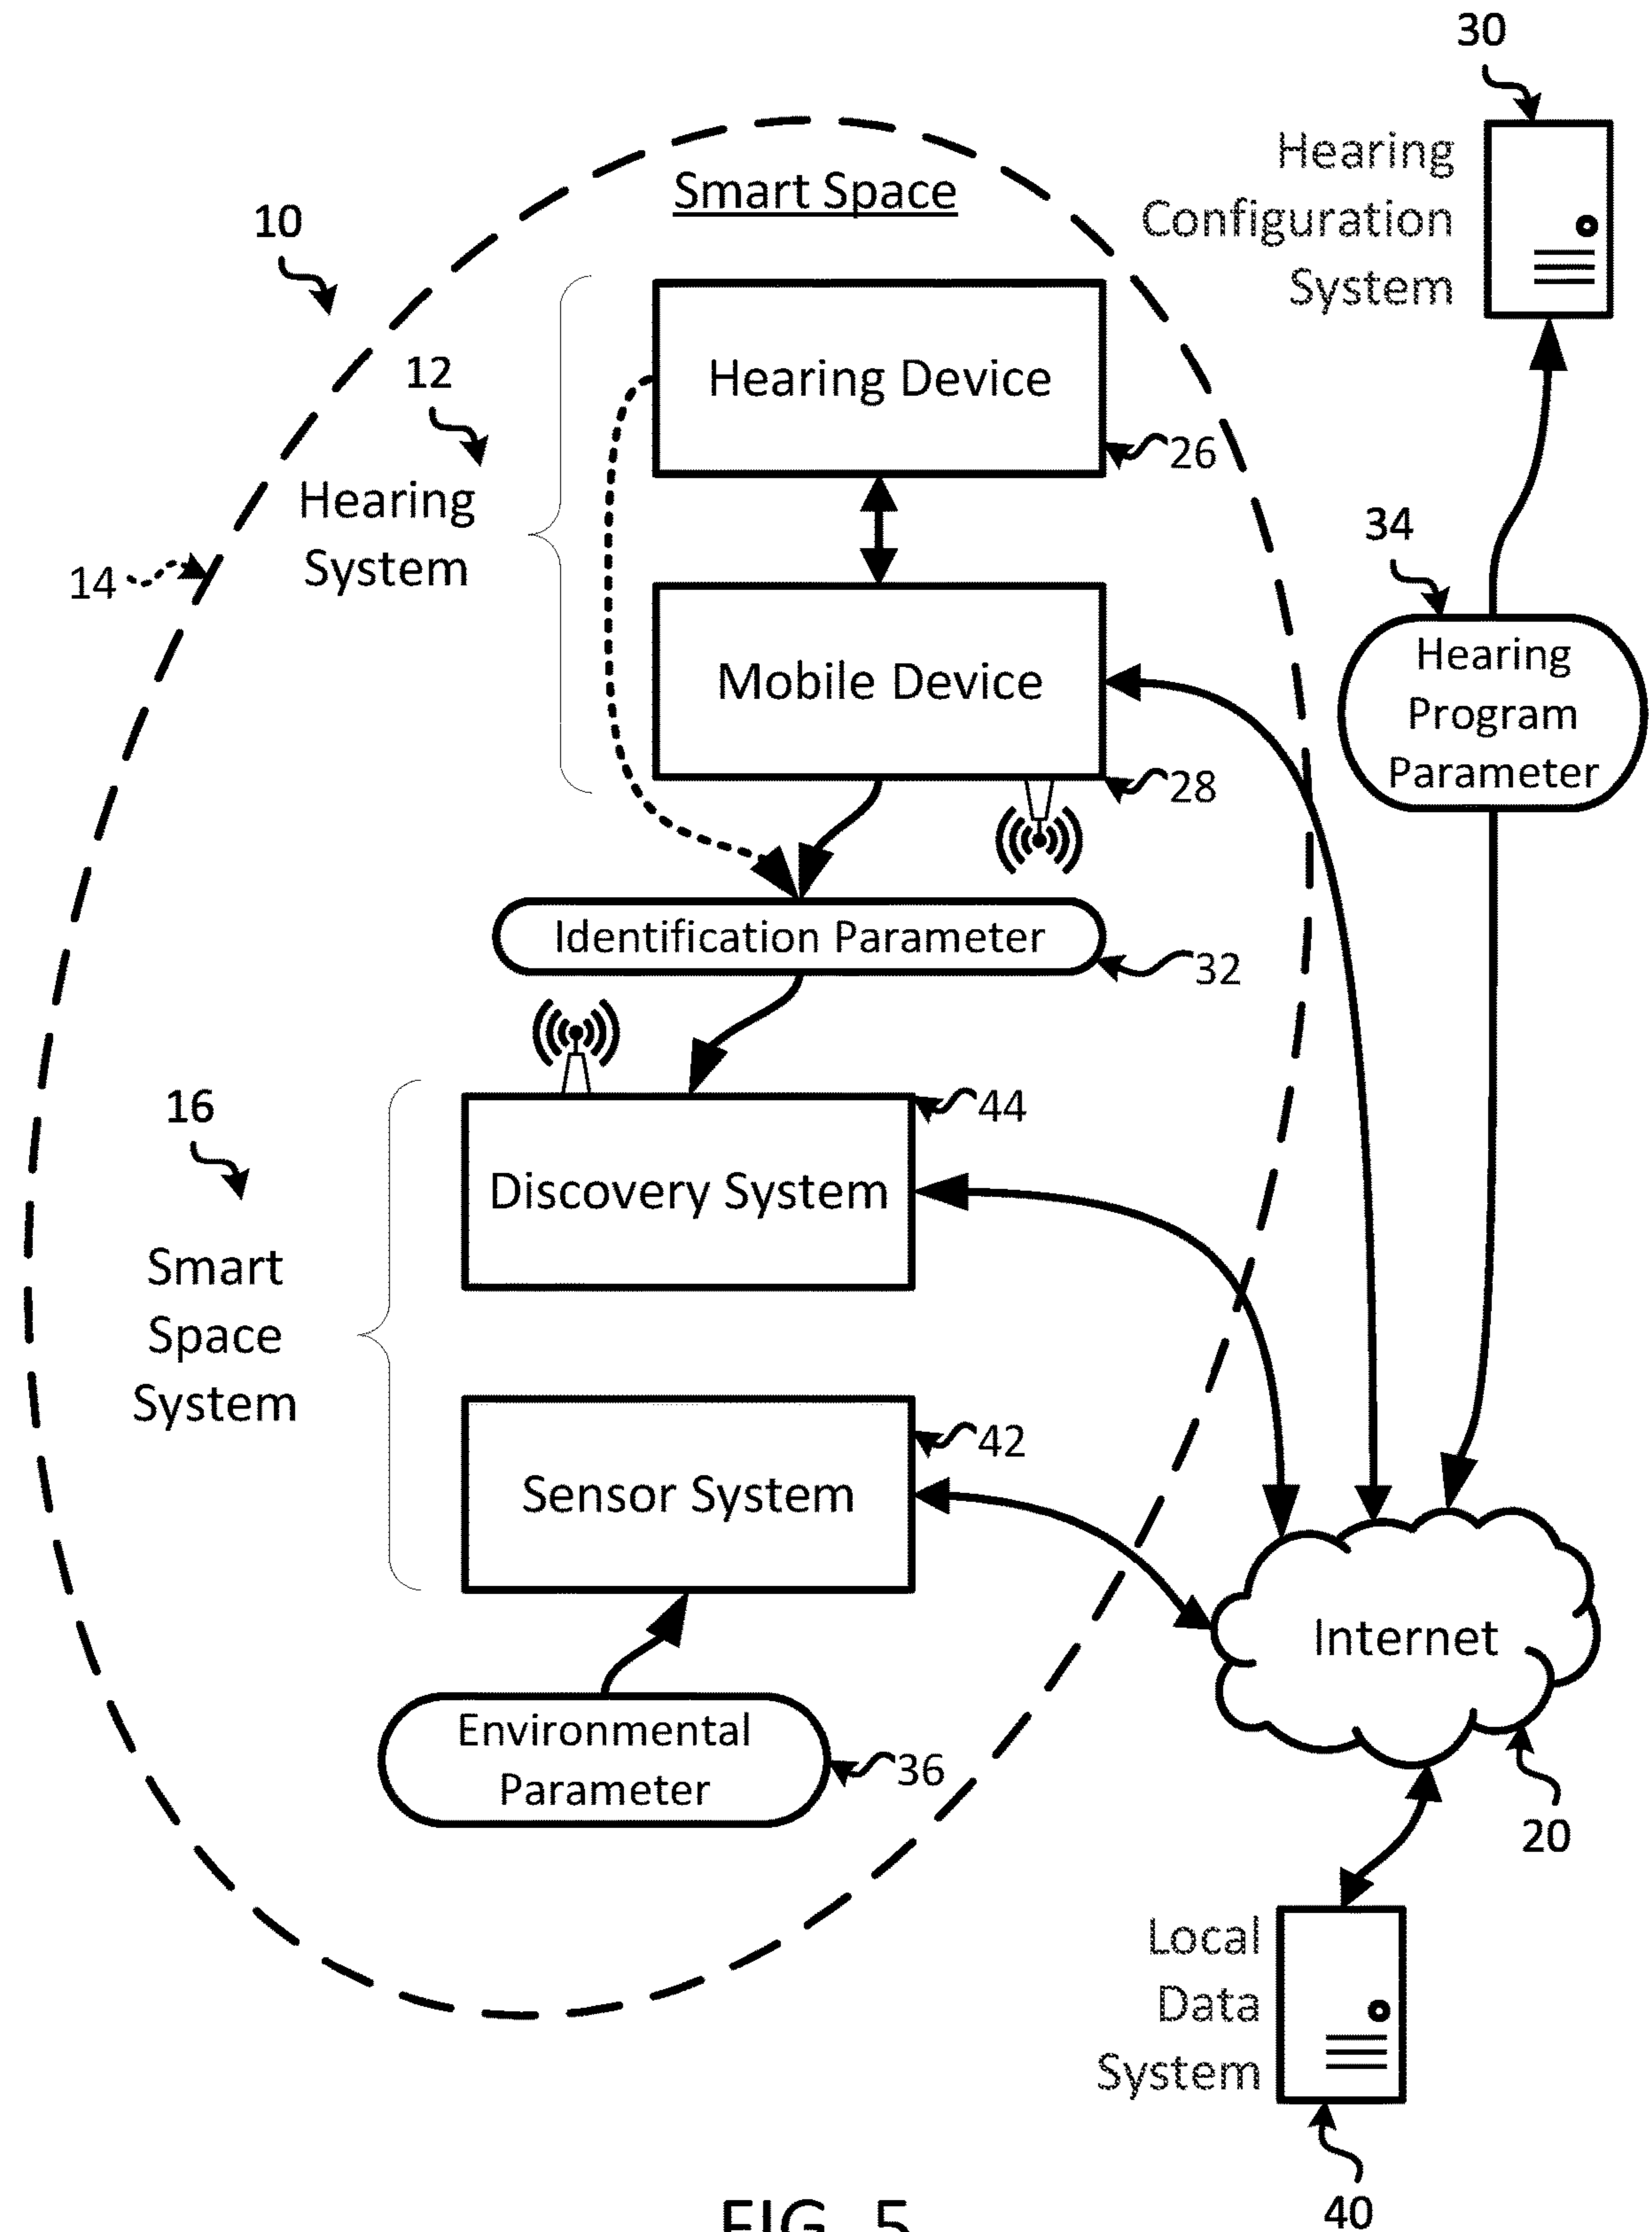 30
Hearing
Configuration
System
Smart Space
10
12
Hearing
System
14
Hearing Device
26
34
Hearing
Program
Parameter
Mobile Device
28
Identification Parameter
32
16
Smart
Space
System
44
Discovery System
42
Sensor System
Environmental
Parameter
36
Internet
20
Local
Data
System
40
FIG. 5